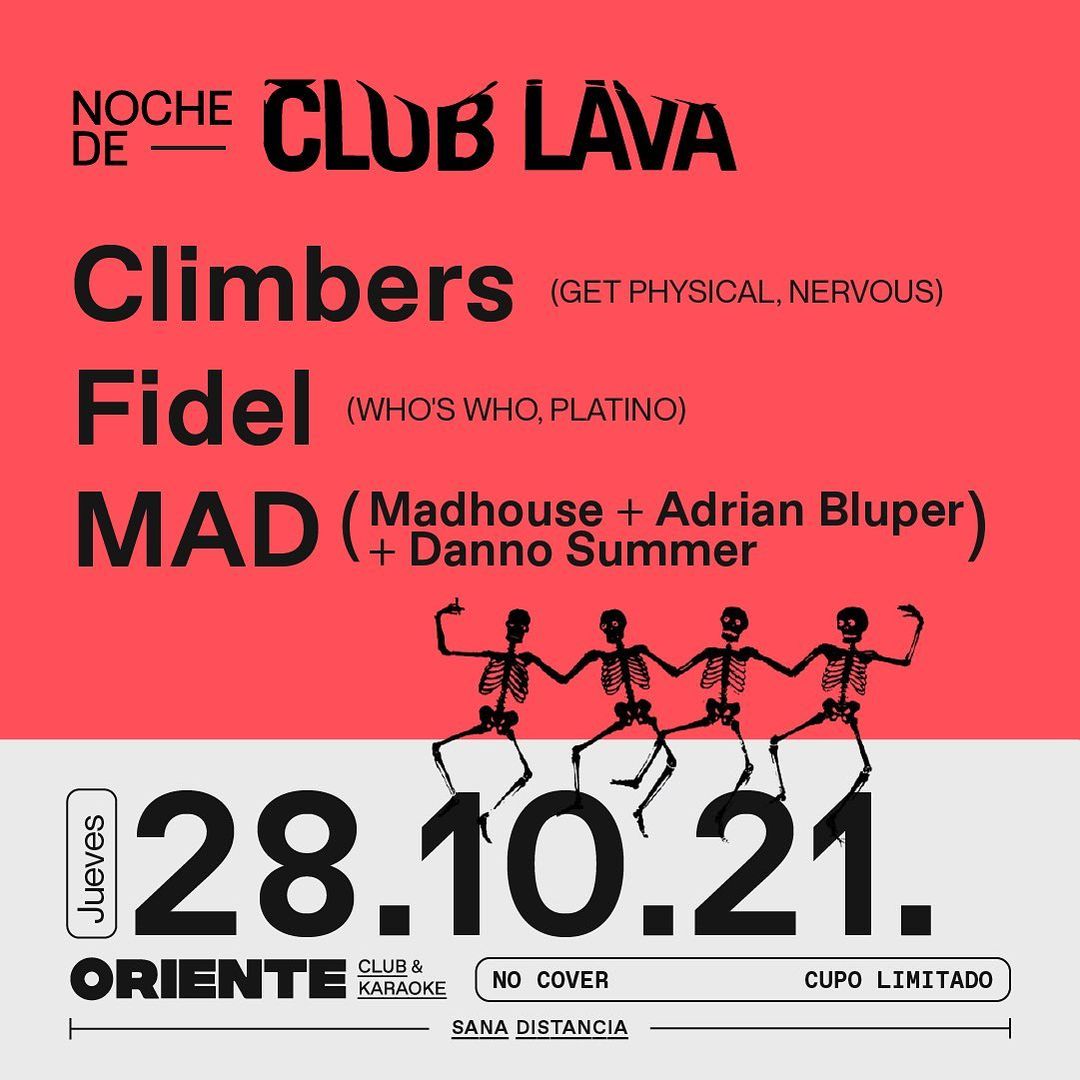 NOCHE
DE
CLUB LAVA
Climbers (GET PHYSICAL, NERVOUS)
Fidel (WHO'S WHO, PLATINO)
MAD (Madhouse + Adrian Bluper
+ Danno Summer)
Jueves
28.10.21.
ORIENTE CLUB &
KARAOKE
NO COVER CUPO LIMITADO
SANA DISTANCIA